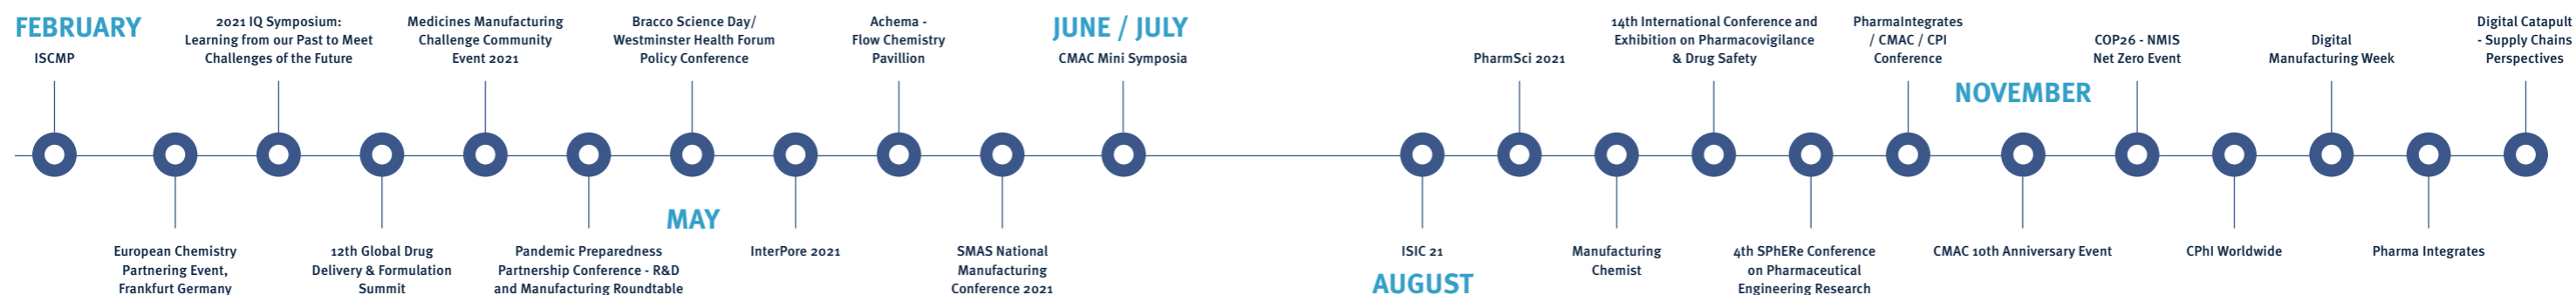 FEBRUARY
ISCMP
European Chemistry
Partnering Event,
Frankfurt Germany
2021 IQ Symposium:
Learning from our Past to Meet
Challenges of the Future
12th Global Drug
Delivery & Formulation
Summit
Medicines Manufacturing
Challenge Community
Event 2021
Pandemic Preparedness
Partnership Conference - R&D
and Manufacturing Roundtable
MAY
Bracco Science Day/
Westminster Health Forum
Policy Conference
InterPore 2021
Achema -
Flow Chemistry
Pavillion
SMAS National
Manufacturing
Conference 2021
JUNE / JULY
CMAC Mini Symposia
ISIC 21
AUGUST
PharmSci 2021
Manufacturing
Chemist
14th International Conference and
Exhibition on Pharmacovigilance
& Drug Safety
4th SPhERe Conference
on Pharmaceutical
Engineering Research
PharmaIntegrates
/ CMAC / CPI
Conference
NOVEMBER
CMAC 10th Anniversary Event
COP26 - NMIS
Net Zero Event
CPhI Worldwide
Digital
Manufacturing Week
Pharma Integrates
Digital Catapult
- Supply Chains
Perspectives